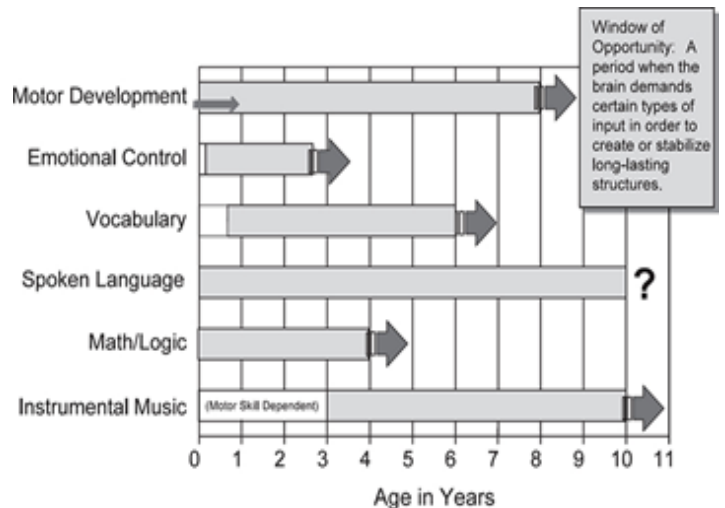 Window of
Opportunity: A
period when the
brain demands
certain types of
input in order to
create or stabilize
long-lasting
structures.
Motor Development
Emotional Control
Vocabulary
Spoken Language
?
Math/Logic
Instrumental Music
(Motor Skill Dependent)
0 1 2 3 4 5 6 7 8 9 10 11
Age in Years